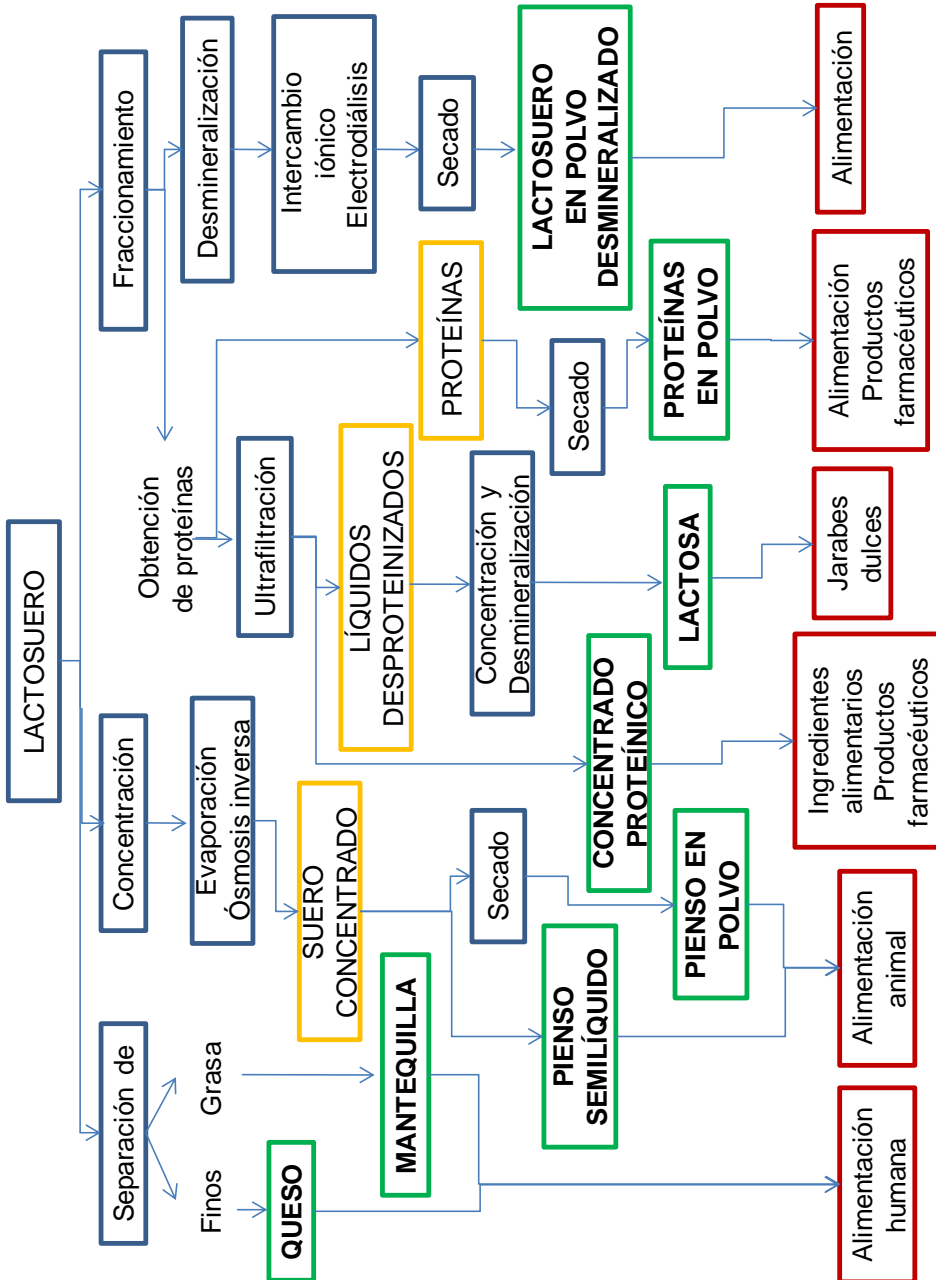 LACTOSUERO
Separación de
Concentración
Fraccionamiento
Finos
Grasa
Evaporación
Ósmosis inversa
Obtención
de proteínas
Desmineralización
QUESO
SUERO
CONCENTRADO
Ultrafiltración
Intercambio
iónico
Electrodiálisis
MANTEQUILLA
LÍQUIDOS
DESPROTEINIZADOS
PROTEÍNAS
Secado
Secado
Concentración y
Desmineralización
PIENSO
SEMILÍQUIDO
Secado
LACTOSUERO
EN POLVO
DESMINERALIZADO
CONCENTRADO
PROTEÍNICO
PIENSO EN
POLVO
LACTOSA
PROTEÍNAS
EN POLVO
Alimentación
humana
Alimentación
animal
Ingredientes
alimentarios
Productos
farmacéuticos
Jarabes
dulces
Alimentación
Productos
farmacéuticos
Alimentación